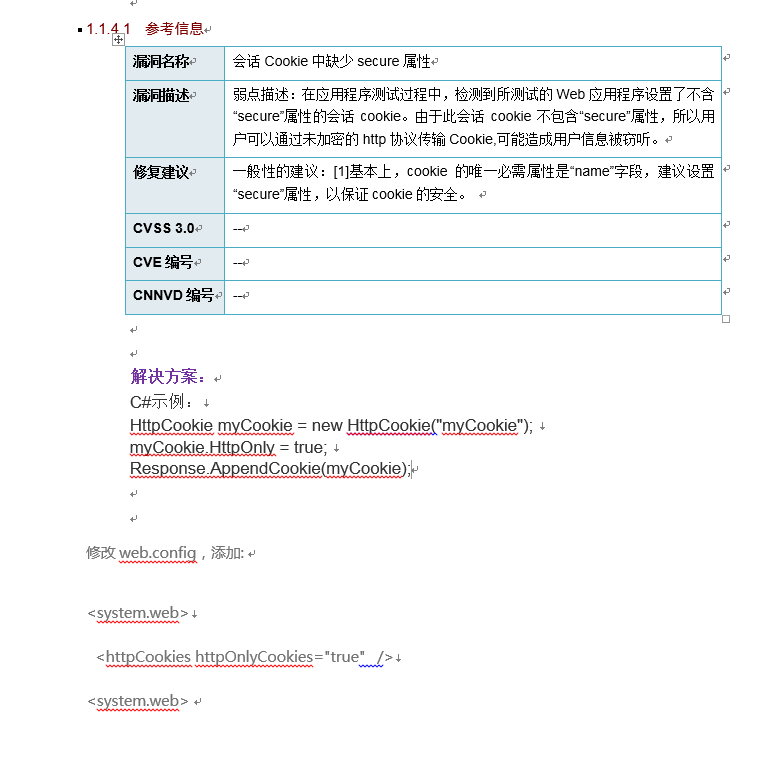 1.1.4.1 参考信息
漏洞名称 会话 Cookie 中缺少 secure 属性
漏洞描述 弱点描述：在应用程序测试过程中，检测到所测试的 Web 应用程序设置了不含
“secure”属性的会话 cookie。由于此会话 cookie 不包含“secure”属性，所以用
户可以通过未加密的 http 协议传输 Cookie,可能造成用户信息被窃听。
修复建议 一般性的建议：[1]基本上，cookie 的唯一必需属性是“name”字段，建议设置
“secure”属性，以保证 cookie 的安全。
CVSS 3.0 --
CVE 编号 --
CNNVD 编号 --
解决方案：
C#示例：
HttpCookie myCookie = new HttpCookie("myCookie");
myCookie.HttpOnly = true;
Response.AppendCookie(myCookie);
修改 web.config，添加:
<system.web>
<httpCookies httpOnlyCookies="true" />
<system.web>